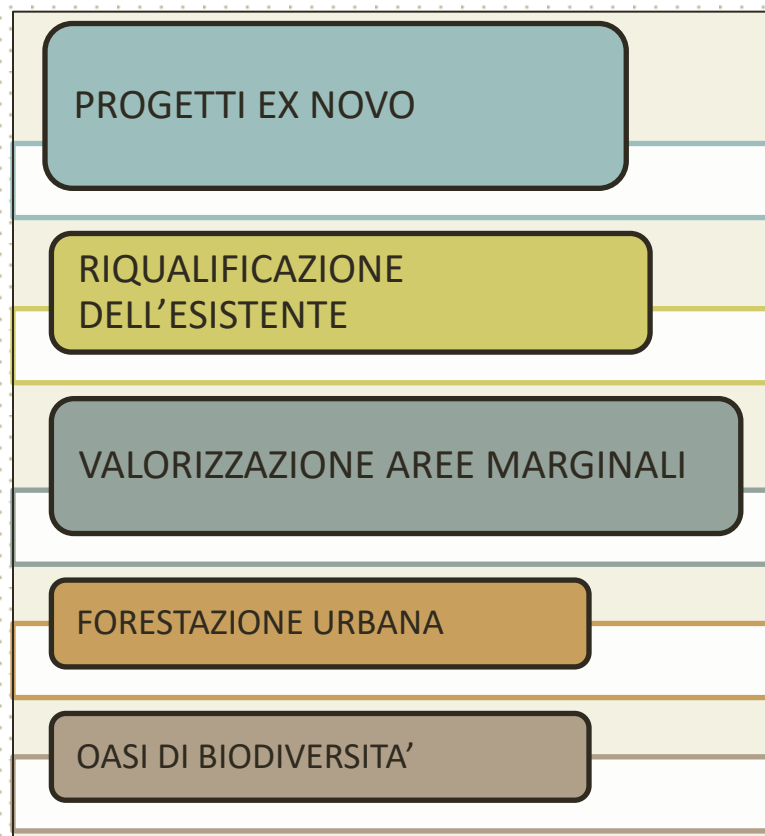 PROGETTI EX NOVO
RIQUALIFICAZIONE
DELL’ESISTENTE
VALORIZZAZIONE AREE MARGINALI
FORESTAZIONE URBANA
OASI DI BIODIVERSITA’